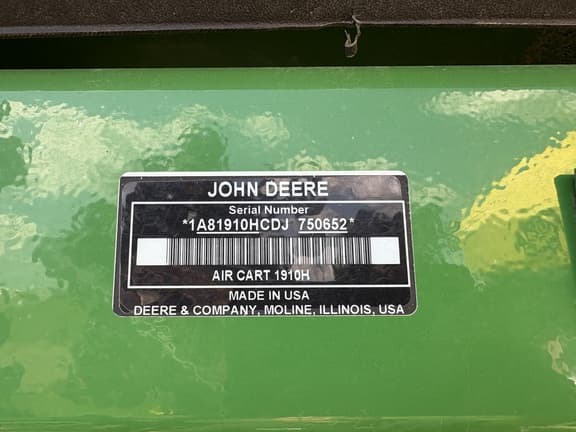 JOHN DEERE
Serial Number
*1A81910HCDJ 750652*
AIR CART 1910H
MADE IN USA
DEERE & COMPANY, MOLINE, ILLINOIS, USA